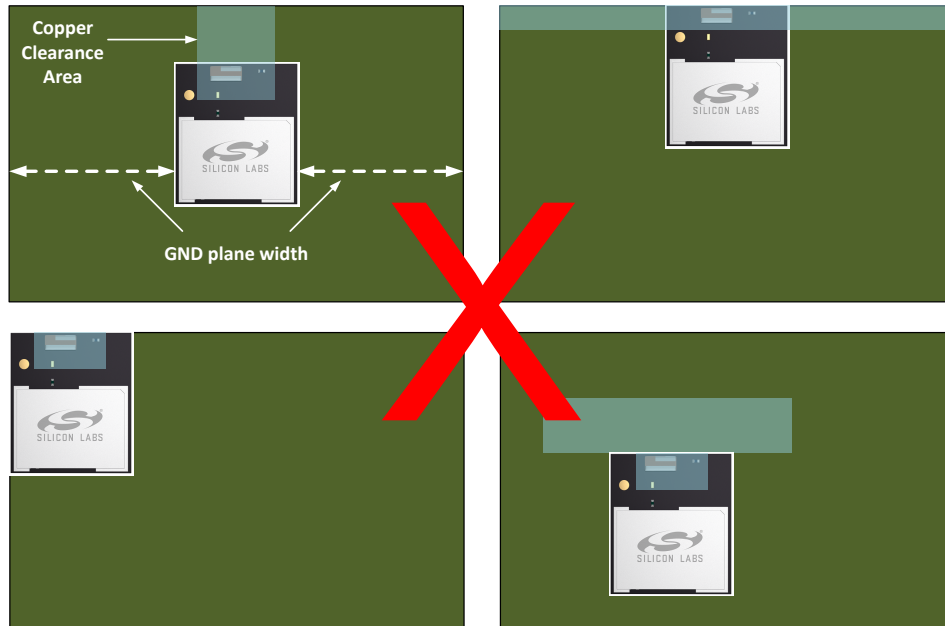 Copper
Clearance
Area
SILICON LABS
GND plane width
SILICON LABS
SILICON LABS
SILICON LABS